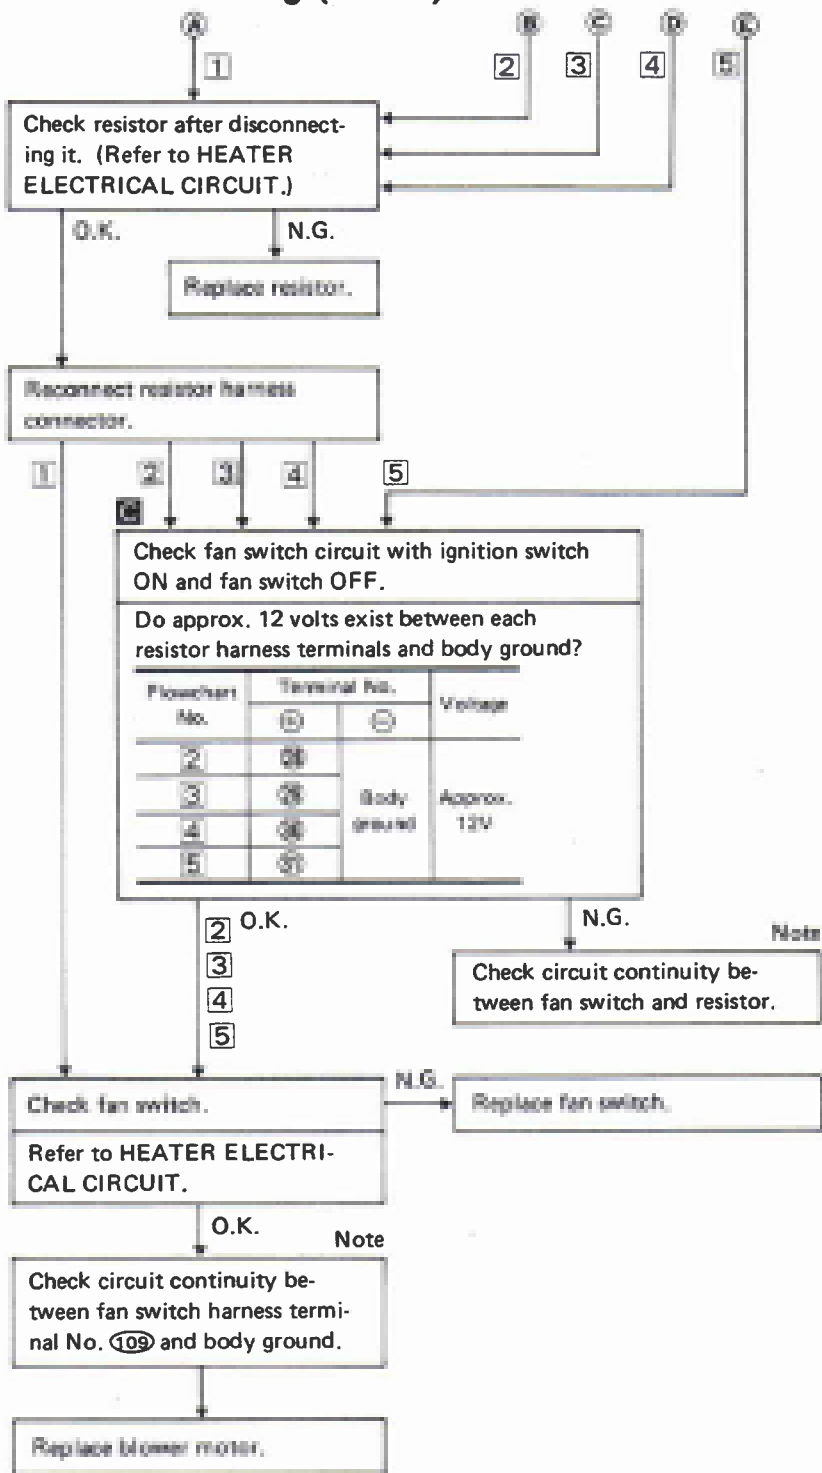 A B C D E
1 2 3 4 5
Check resistor after disconnect-
ing it. (Refer to HEATER
ELECTRICAL CIRCUIT.)
O.K. N.G.
Replace resistor.
Reconnect resistor harness
connector.
1 2 3 4 5
C
Check fan switch circuit with ignition switch
ON and fan switch OFF.
Do approx. 12 volts exist between each
resistor harness terminals and body ground?
Flowchart No. Terminal No. Voltage
⊕ ⊖
2
3
4
5 31
Body ground
Approx. 12V
2 O.K. N.G.
3
4
5
Note
Check circuit continuity be-
tween fan switch and resistor.
Check fan switch. N.G. Replace fan switch.
Refer to HEATER ELECTRI-
CAL CIRCUIT.
O.K. Note
Check circuit continuity be-
tween fan switch harness termi-
nal No. 109 and body ground.
Replace blower motor.